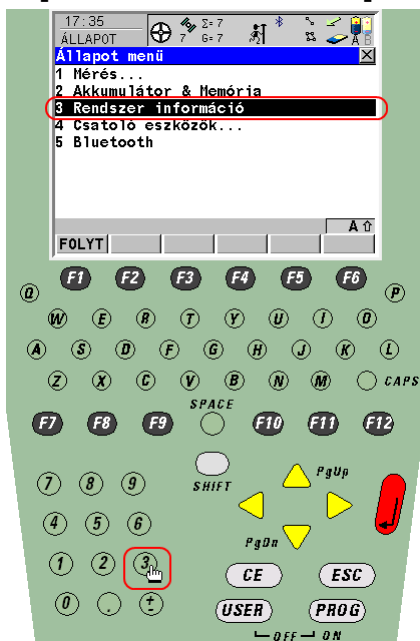 17:35
ÁLLAPOT
7
Σ=7
G=7
A B
Állapot menü
1 Mérés...
2 Akkumulátor & Memória
3 Rendszer információ
4 Csatoló eszközök...
5 Bluetooth
A
FOLYT
F1 F2 F3 F4 F5 F6
Q P
W E R T Y U I O
A S D F G H J K L
Z X C V B N M CAPS
SPACE
F7 F8 F9 F10 F11 F12
7 8 9 SHIFT PgUp
4 5 6
PgDn
1 2 3 CE ESC
0 . ± USER PROG
OFF ON